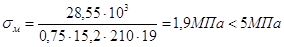 σм = 28,55·10³ / 0,75·15,2·210·19 = 1,9МПа < 5МПа